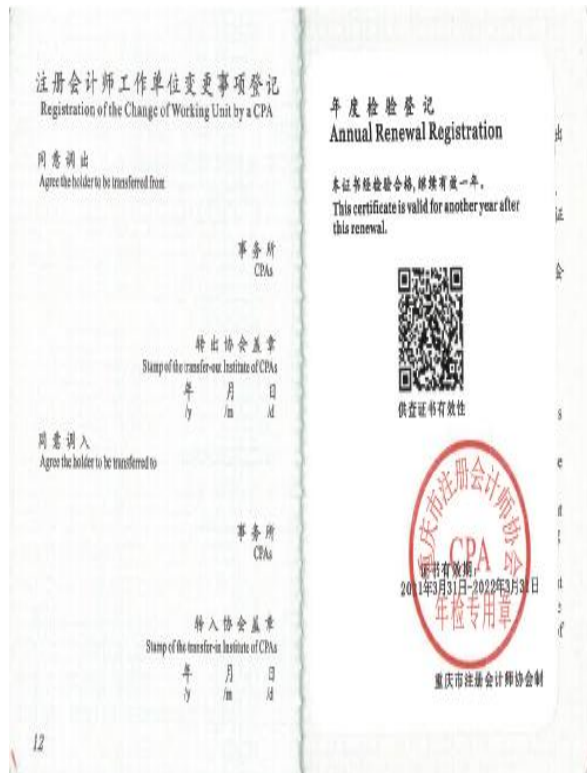 注册会计师工作单位变更事项登记
Registration of the Change of Working Unit by a CPA
同意调出
Agree the holder to be transferred from
事务所
CPAs
转出协会盖章
Stamp of the transfer-out Institute of CPAs
年 月 日
/y /m /d
同意调入
Agree the holder to be transferred to
事务所
CPAs
转入协会盖章
Stamp of the transfer-in Institute of CPAs
年 月 日
/y /m /d
12
年度检验登记
Annual Renewal Registration
本证书经检验合格,继续有效一年。
This certificate is valid for another year after
this renewal.
供查证书有效性
重庆市注册会计师协会
CPA
证书有效期:
2021年3月31日-2022年3月31日
年检专用章
重庆市注册会计师协会制
出
证
会
s
e
of